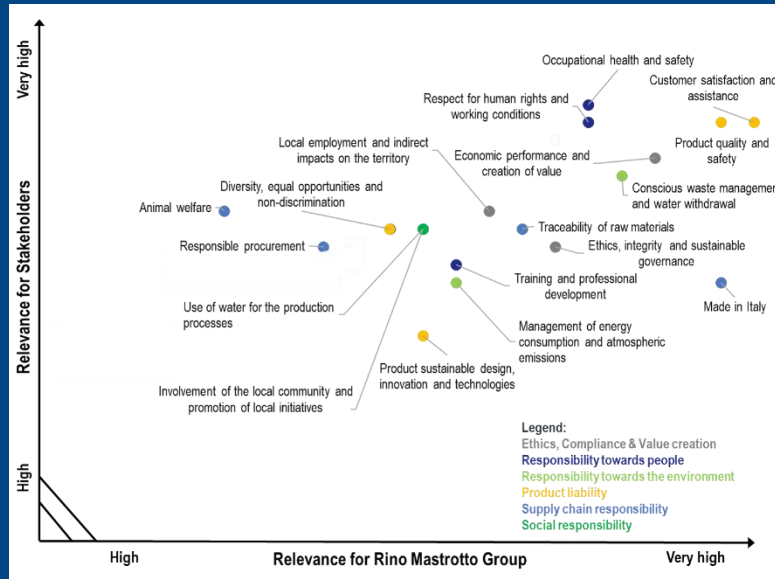 Very high
Relevance for Stakeholders
High
Occupational health and safety
Customer satisfaction and
assistance
Respect for human rights and
working conditions
Local employment and indirect
impacts on the territory
Economic performance and
creation of value
Product quality and
safety
Diversity, equal opportunities and
non-discrimination
Conscious waste management
and water withdrawal
Animal welfare
Traceability of raw materials
Responsible procurement
Ethics, integrity and sustainable
governance
Training and professional
development
Made in Italy
Use of water for the production
processes
Management of energy
consumption and atmospheric
emissions
Product sustainable design,
innovation and technologies
Involvement of the local community and
promotion of local initiatives
Legend:
Ethics, Compliance & Value creation
Responsibility towards people
Responsibility towards the environment
Product liability
Supply chain responsibility
Social responsibility
High
Relevance for Rino Mastrotto Group
Very high